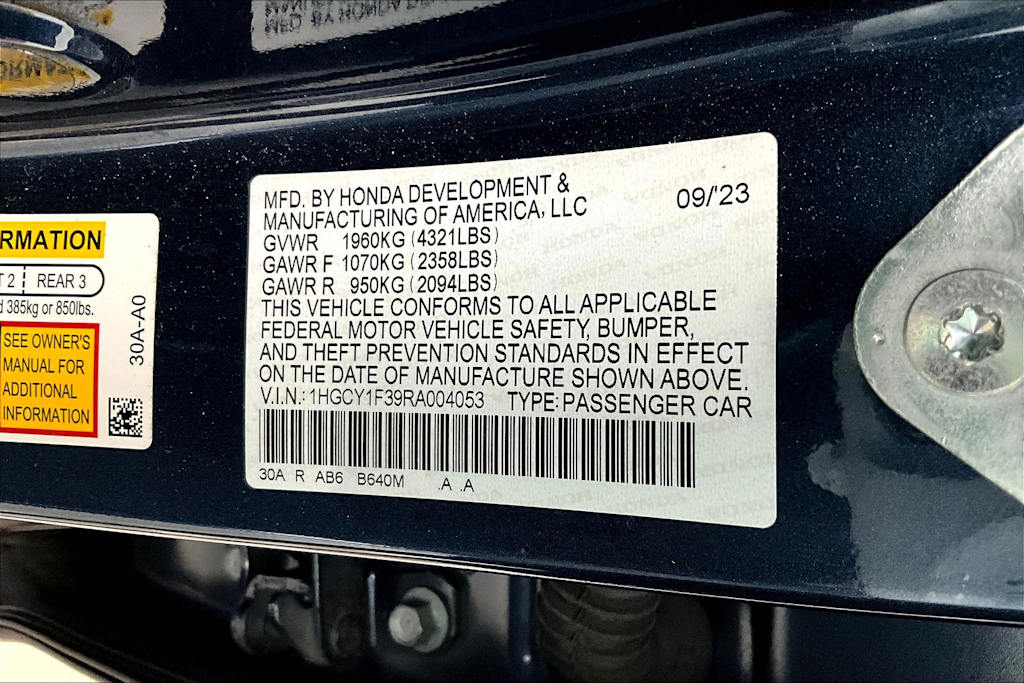 MFD. BY HONDA DEVELOPMENT &
MANUFACTURING OF AMERICA, LLC
09/'23
GVWR 1960KG (4321LBS)
GAWR F 1070KG (2358LBS)
GAWR R 950KG (2094LBS)
THIS VEHICLE CONFORMS TO ALL APPLICABLE
FEDERAL MOTOR VEHICLE SAFETY, BUMPER,
AND THEFT PREVENTION STANDARDS IN EFFECT
ON THE DATE OF MANUFACTURE SHOWN ABOVE.
V.I.N.: 1HGCY1F39RA004053 TYPE: PASSENGER CAR
30A R AB6 B640M .A .A
RMATION
T 2 REAR 3
d 385kg or 850lbs.
SEE OWNER'S
MANUAL FOR
ADDITIONAL
INFORMATION
30A-A0